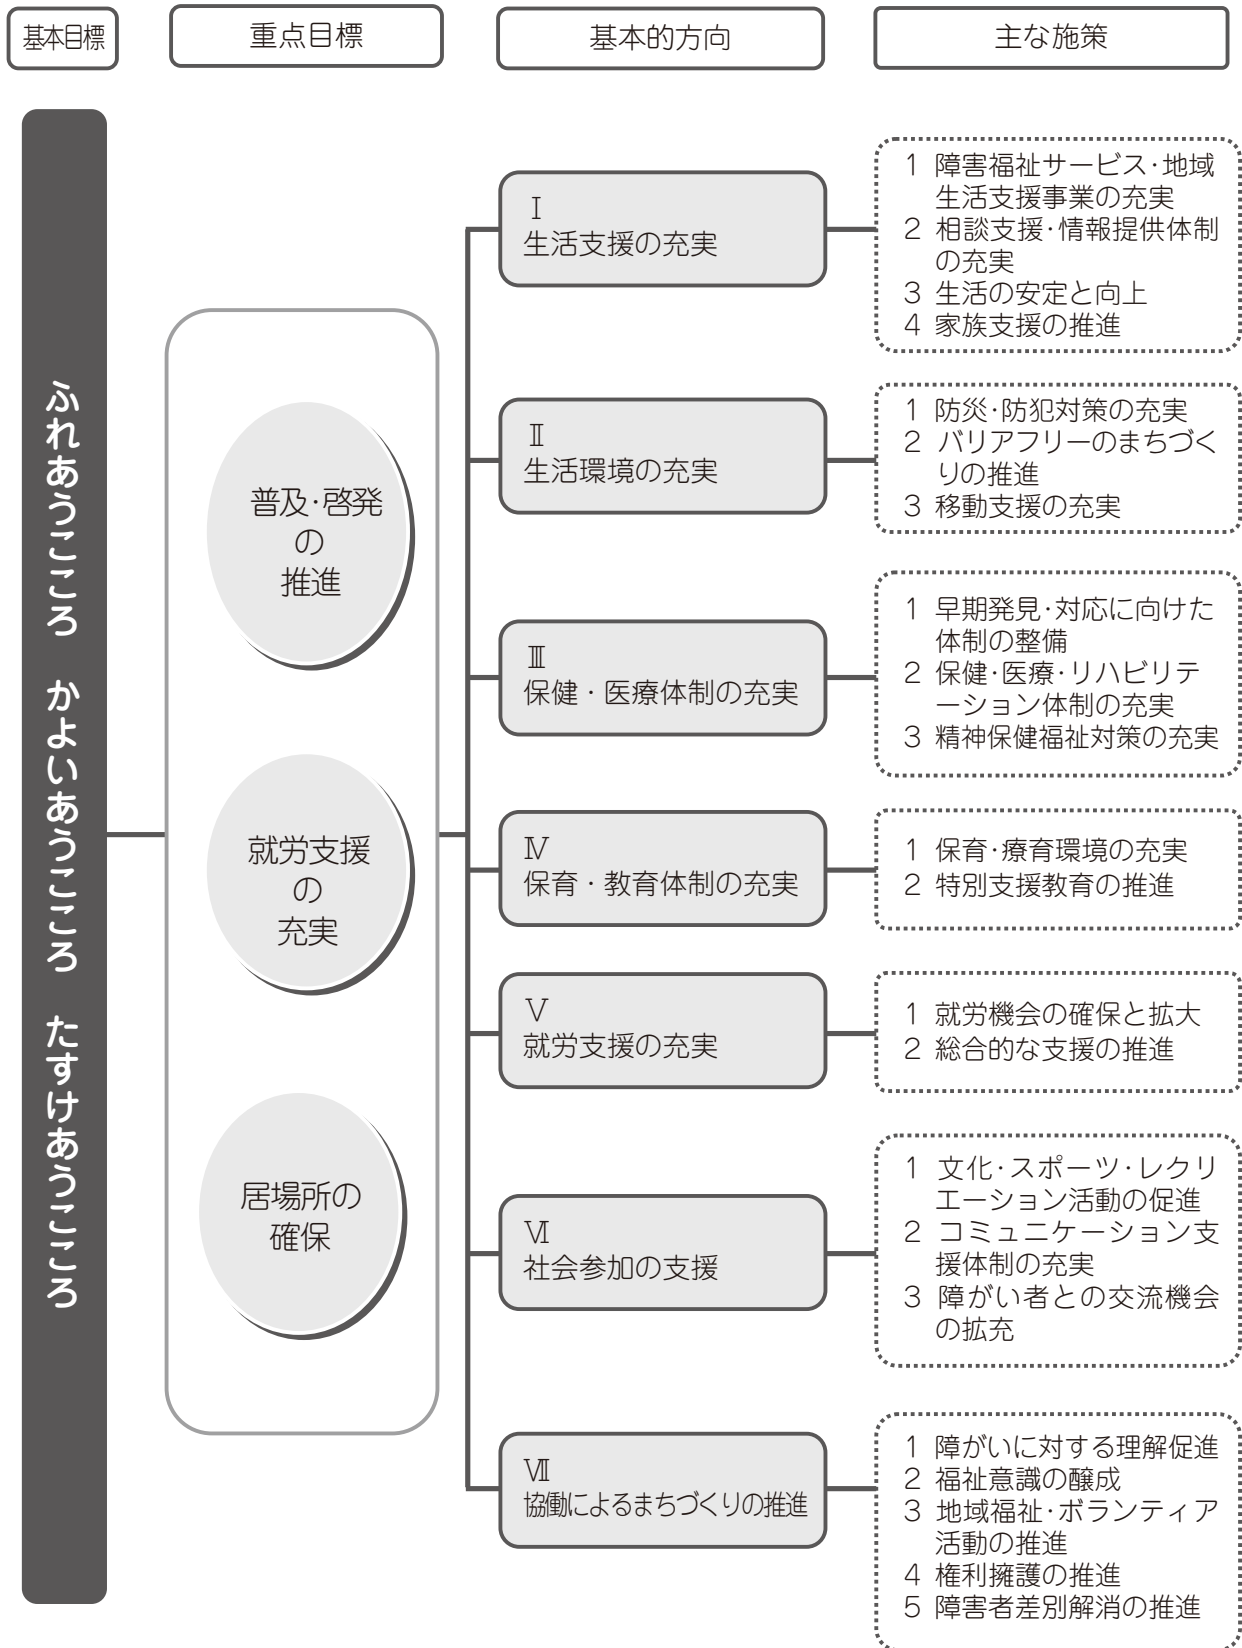 基本目標
重点目標
基本的方向
主な施策
ふれあうこころ　かよいあうこころ　たすけあうこころ
普及･啓発
の
推進
就労支援
の
充実
居場所の
確保
Ⅰ
生活支援の充実
1 障害福祉サービス･地域
生活支援事業の充実
2 相談支援･情報提供体制
の充実
3 生活の安定と向上
4 家族支援の推進
Ⅱ
生活環境の充実
1 防災･防犯対策の充実
2 バリアフリーのまちづく
りの推進
3 移動支援の充実
Ⅲ
保健・医療体制の充実
1 早期発見･対応に向けた
体制の整備
2 保健･医療･リハビリテ
ーション体制の充実
3 精神保健福祉対策の充実
Ⅳ
保育・教育体制の充実
1 保育･療育環境の充実
2 特別支援教育の推進
Ⅴ
就労支援の充実
1 就労機会の確保と拡大
2 総合的な支援の推進
Ⅵ
社会参加の支援
1 文化･スポーツ･レクリ
エーション活動の促進
2 コミュニケーション支
援体制の充実
3 障がい者との交流機会
の拡充
Ⅶ
協働によるまちづくりの推進
1 障がいに対する理解促進
2 福祉意識の醸成
3 地域福祉･ボランティア
活動の推進
4 権利擁護の推進
5 障害者差別解消の推進